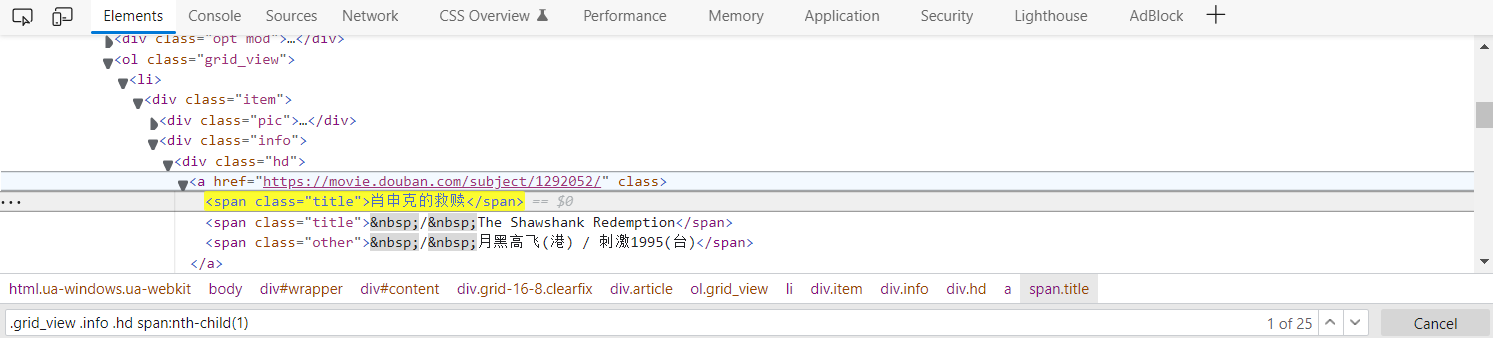 Elements Console Sources Network CSS Overview Performance Memory Application Security Lighthouse AdBlock
<div class="opt mod">…</div>
<ol class="grid_view">
<li>
<div class="item">
<div class="pic">…</div>
<div class="info">
<div class="hd">
<a href="https://movie.douban.com/subject/1292052/" class>
<span class="title">肖申克的救赎</span> == $0
<span class="title">&nbsp;/&nbsp;The Shawshank Redemption</span>
<span class="other">&nbsp;/&nbsp;月黑高飞(港) / 刺激1995(台)</span>
</a>
html.ua-windows.ua-webkit body div#wrapper div#content div.grid-16-8.clearfix div.article ol.grid_view li div.item div.info div.hd a span.title
.grid_view .info .hd span:nth-child(1) 1 of 25 Cancel